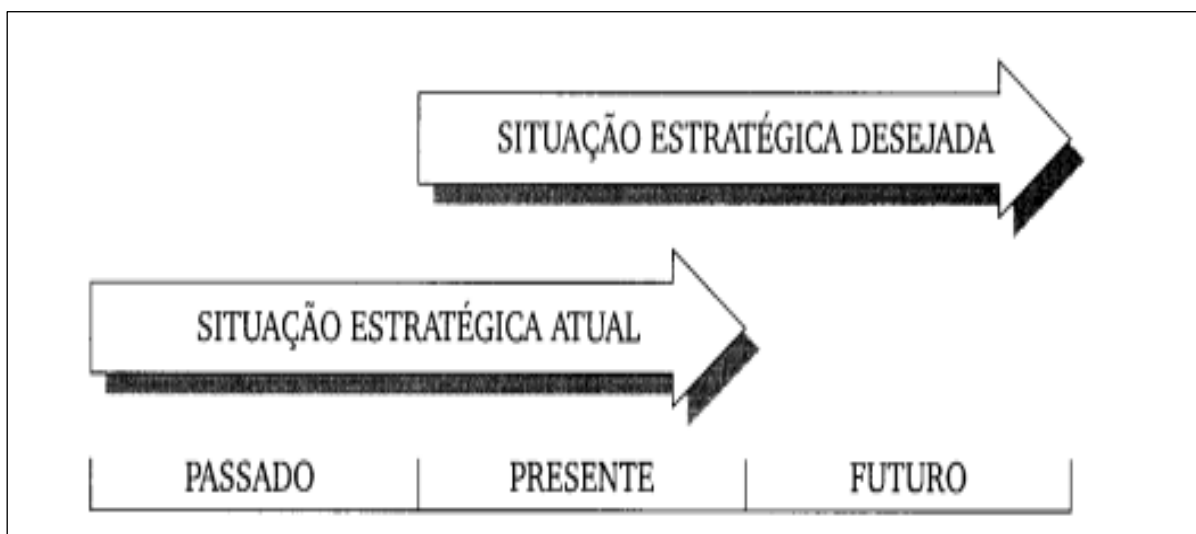 SITUAÇÃO ESTRATÉGICA DESEJADA
SITUAÇÃO ESTRATÉGICA ATUAL
PASSADO PRESENTE FUTURO